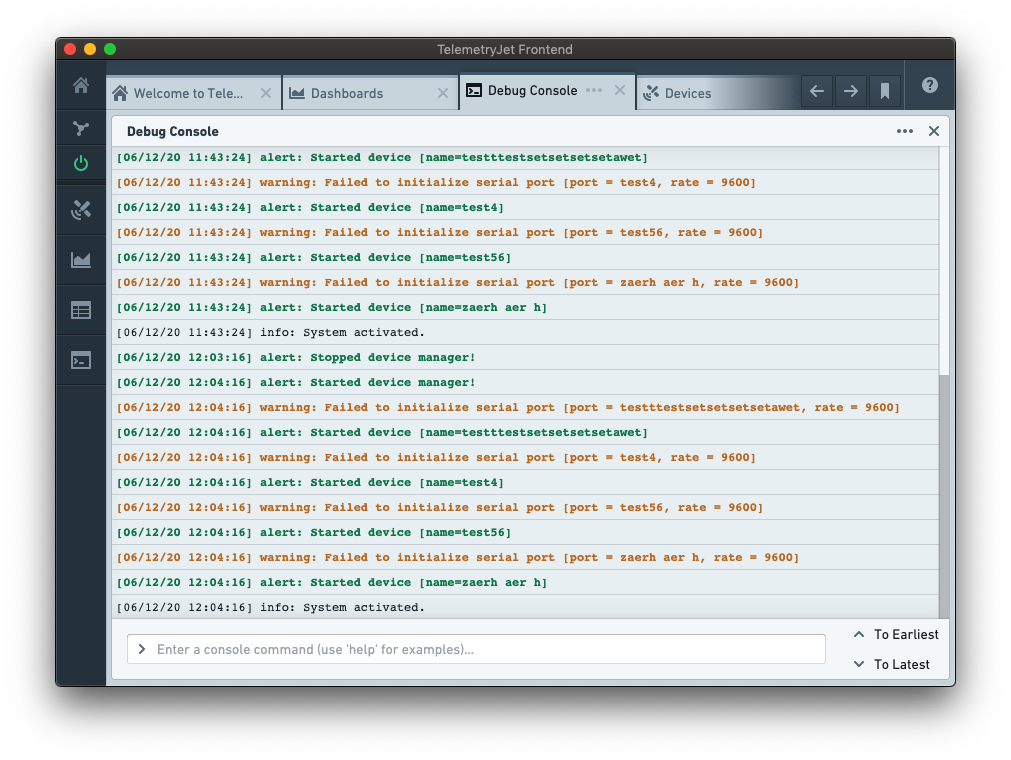 TelemetryJet Frontend
Welcome to Tele...
Dashboards
Debug Console
Devices
Debug Console
[06/12/20 11:43:24] alert: Started device [name=testttestsetsetsetsetawet]
[06/12/20 11:43:24] warning: Failed to initialize serial port [port = test4, rate = 9600]
[06/12/20 11:43:24] alert: Started device [name=test4]
[06/12/20 11:43:24] warning: Failed to initialize serial port [port = test56, rate = 9600]
[06/12/20 11:43:24] alert: Started device [name=test56]
[06/12/20 11:43:24] warning: Failed to initialize serial port [port = zaerh aer h, rate = 9600]
[06/12/20 11:43:24] alert: Started device [name=zaerh aer h]
[06/12/20 11:43:24] info: System activated.
[06/12/20 12:03:16] alert: Stopped device manager!
[06/12/20 12:04:16] alert: Started device manager!
[06/12/20 12:04:16] warning: Failed to initialize serial port [port = testttestsetsetsetsetawet, rate = 9600]
[06/12/20 12:04:16] alert: Started device [name=testttestsetsetsetsetawet]
[06/12/20 12:04:16] warning: Failed to initialize serial port [port = test4, rate = 9600]
[06/12/20 12:04:16] alert: Started device [name=test4]
[06/12/20 12:04:16] warning: Failed to initialize serial port [port = test56, rate = 9600]
[06/12/20 12:04:16] alert: Started device [name=test56]
[06/12/20 12:04:16] warning: Failed to initialize serial port [port = zaerh aer h, rate = 9600]
[06/12/20 12:04:16] alert: Started device [name=zaerh aer h]
[06/12/20 12:04:16] info: System activated.
Enter a console command (use 'help' for examples)...
To Earliest
To Latest